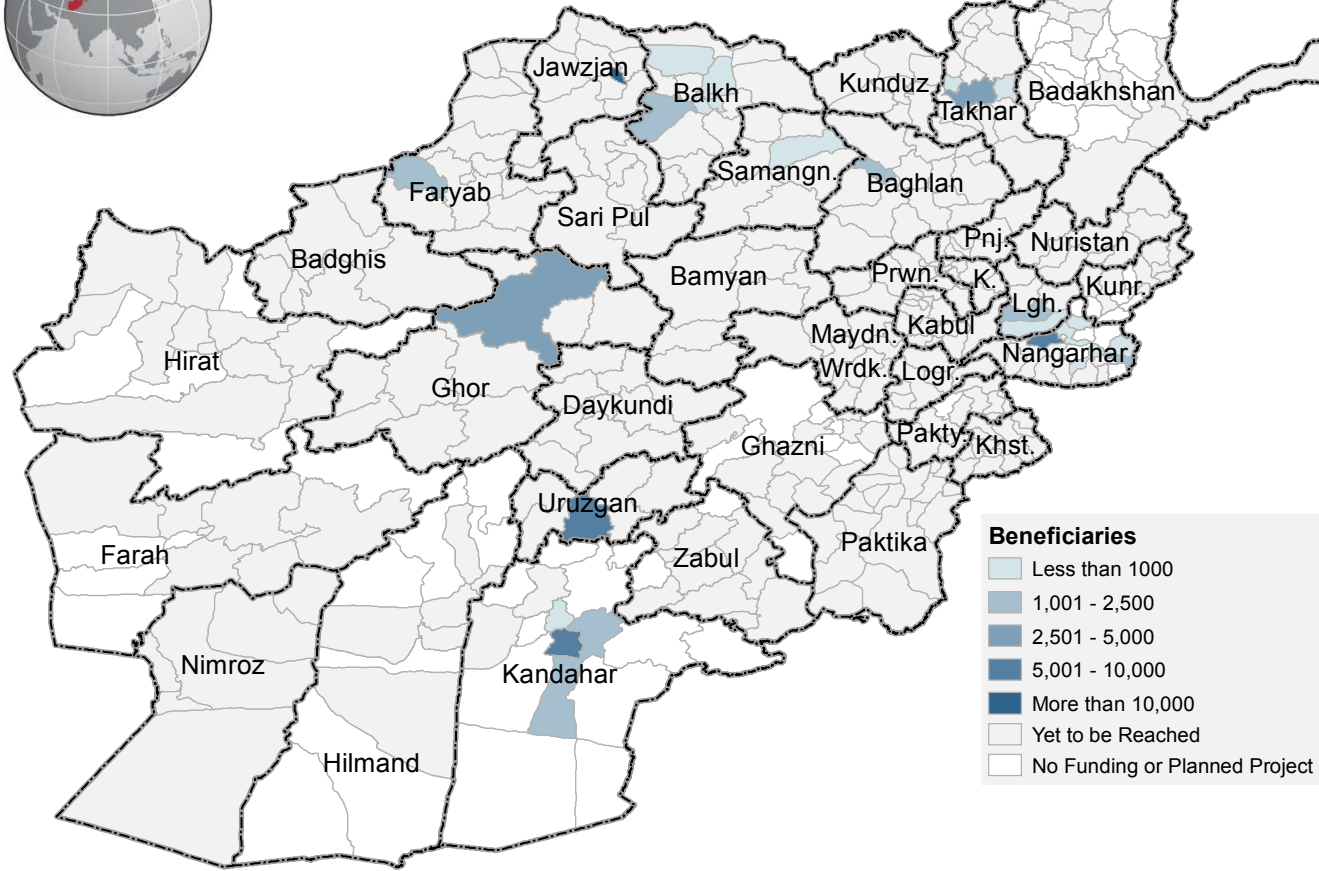 Jawzjan
Balkh
Kunduz
Takhar
Badakhshan
Faryab
Samangn.
Baghlan
Sari Pul
Badghis
Bamyan
Pnj.
Nuristan
Prwn.
K.
Lgh.
Kunr.
Hirat
Maydn.
Wrdk.
Kabul
Nangarhar
Logr.
Ghor
Daykundi
Ghazni
Pakty.
Khst.
Uruzgan
Farah
Zabul
Paktika
Nimroz
Kandahar
Hilmand
Beneficiaries
Less than 1000
1,001 - 2,500
2,501 - 5,000
5,001 - 10,000
More than 10,000
Yet to be Reached
No Funding or Planned Project